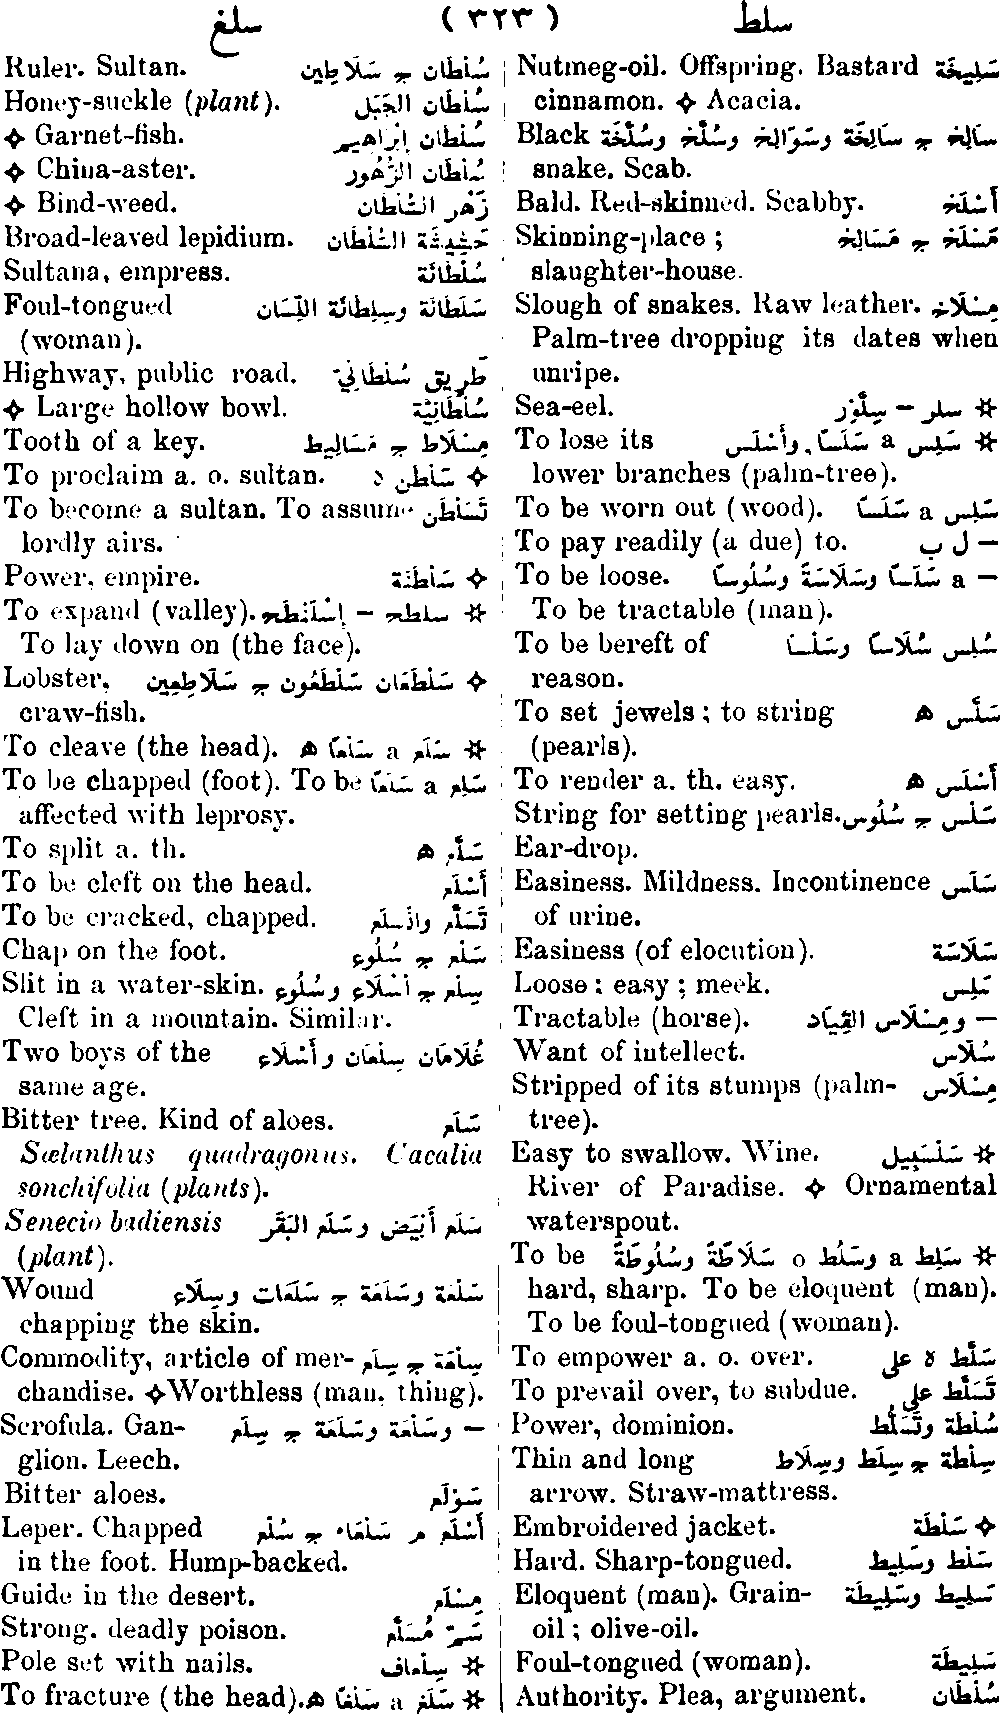 سلط ( ٣٢٣ ) سلغ
Nutmeg-oil. Offspring. Bastard سَلِيخَة
cinnamon. ✧ Acacia.
Black سَالِخ ج سَالِخَة وسَوَالِخ وسُلَّخ وسُلَّخَة
snake. Scab.
Bald. Red-skinned. Scabby. أَسْلَخ
Skinning-place ; مَسْلَخ ج مَسَالِخ
slaughter-house.
Slough of snakes. Raw leather. مِسْلَاخ
Palm-tree dropping its dates when
unripe.
Sea-eel. ☆ سلر – سِلَّوْر
To lose its ☆ سَلِس a سَلَسًا, وأَسْلَس
lower branches (palm-tree).
To be worn out (wood). سَلِس a سَلَسًا
To pay readily (a due) to. – ل ب
To be loose. – a سَلَسًا وسَلَاسَةً وسُلُوسًا
To be tractable (man).
To be bereft of سُلِس سُلَاسًا وسَلْسًا
reason.
To set jewels ; to string سَلَّس ه
(pearls).
To render a. th. easy. أَسْلَس ه
String for setting pearls. سَلْس ج سُلُوس
Ear-drop.
Easiness. Mildness. Incontinence سَلَس
of urine.
Easiness (of elocution). سَلَاسَة
Loose ; easy ; meek. سَلِس
Tractable (horse). – ومِسْلَاس القِيَاد
Want of intellect. سُلَاس
Stripped of its stumps (palm- مِسْلَاس
tree).
Easy to swallow. Wine. ☆ سَلْسَبِيل
River of Paradise. ✧ Ornamental
waterspout.
To be ☆ سَلِط a وسَلُط o سَلَاطَةً وسُلُوطَةً
hard, sharp. To be eloquent (man).
To be foul-tongued (woman).
To empower a. o. over. سَلَّط ه على
To prevail over, to subdue. تَسَلَّط على
Power, dominion. سُلْطَة وتَسَلُّط
Thin and long سِلْطَة ج سِلَط وسِلَاط
arrow. Straw-mattress.
Embroidered jacket. ✧ سَلْطَة
Hard. Sharp-tongued. سَلْط وسَلِيط
Eloquent (man). Grain- سَلِيط وسَلِيطَة
oil ; olive-oil.
Foul-tongued (woman). سَلِيطَة
Authority. Plea, argument. سُلْطَان
Ruler. Sultan. سُلْطَان ج سَلَاطِين
Honey-suckle (plant). سُلْطَان الجَبَل
✧ Garnet-fish. سُلْطَان إِبْرَاهِيم
✧ China-aster. سُلْطَان الزُّهُور
✧ Bind-weed. زَهْر السُّلْطَان
Broad-leaved lepidium. حَشِيشَة السُّلْطَان
Sultana, empress. سُلْطَانَة
Foul-tongued سَلَطَانَة وسِلِطَانَة اللِّسَان
(woman).
Highway, public road. طَرِيق سُلْطَانِيّ
✧ Large hollow bowl. سُلْطَانِيَّة
Tooth of a key. مِسْلَاط ج مَسَالِيط
To proclaim a. o. sultan. ✧ سَلْطَن ه
To become a sultan. To assume تَسَلْطَن
lordly airs.
Power, empire. ✧ سَلْطَنَة
To expand (valley). ☆ سلطح – إِسْلَنْطَح
To lay down on (the face).
Lobster, ✧ سَلْطَعَان سَلْطَعُون ج سَلَاطِعِين
craw-fish.
To cleave (the head). ☆ سَلَع a سَلْعًا ه
To be chapped (foot). To be سَلِع a سَلَعًا
affected with leprosy.
To split a. th. سَلَّع ه
To be cleft on the head. أَسْلَع
To be cracked, chapped. تَسَلَّع وانْسَلَع
Chap on the foot. سَلْع ج سُلُوع
Slit in a water-skin. سِلْع ج أَسْلَاع وسُلُوع
Cleft in a mountain. Similar.
Two boys of the غُلَامَان سِلْعَان وأَسْلَاع
same age.
Bitter tree. Kind of aloes. سَلَع
Sælanthus quadragonus. Cacalia
sonchifolia (plants).
Senecio badiensis سَلَع أَبْيَض وسَلَع البَقَر
(plant).
Wound سَلْعَة وسَلَعَة ج سَلَعَات وسِلَاع
chapping the skin.
Commodity, article of mer- سِلْعَة ج سِلَع
chandise. ✧Worthless (man, thing).
Scrofula. Gan- – وسَلْعَة وسَلَعَة ج سِلَع
glion. Leech.
Bitter aloes. سَوْلَع
Leper. Chapped أَسْلَع م سَلْعَاء ج سُلْع
in the foot. Hump-backed.
Guide in the desert. مِسْلَع
Strong, deadly poison. سَمّ مُسَلَّع
Pole set with nails. ☆ سِلْعَاف
To fracture (the head). ☆ سَلَغ a سَلْغًا ه